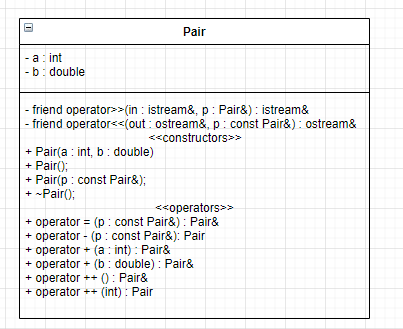 Pair
- a : int
- b : double
- friend operator>>(in : istream&, p : Pair&) : istream&
- friend operator<<(out : ostream&, p : const Pair&) : ostream&
<<constructors>>
+ Pair(a : int, b : double)
+ Pair();
+ Pair(p : const Pair&);
+ ~Pair();
<<operators>>
+ operator = (p : const Pair&) : Pair&
+ operator - (p : const Pair&): Pair
+ operator + (a : int) : Pair&
+ operator + (b : double) : Pair&
+ operator ++ () : Pair&
+ operator ++ (int) : Pair